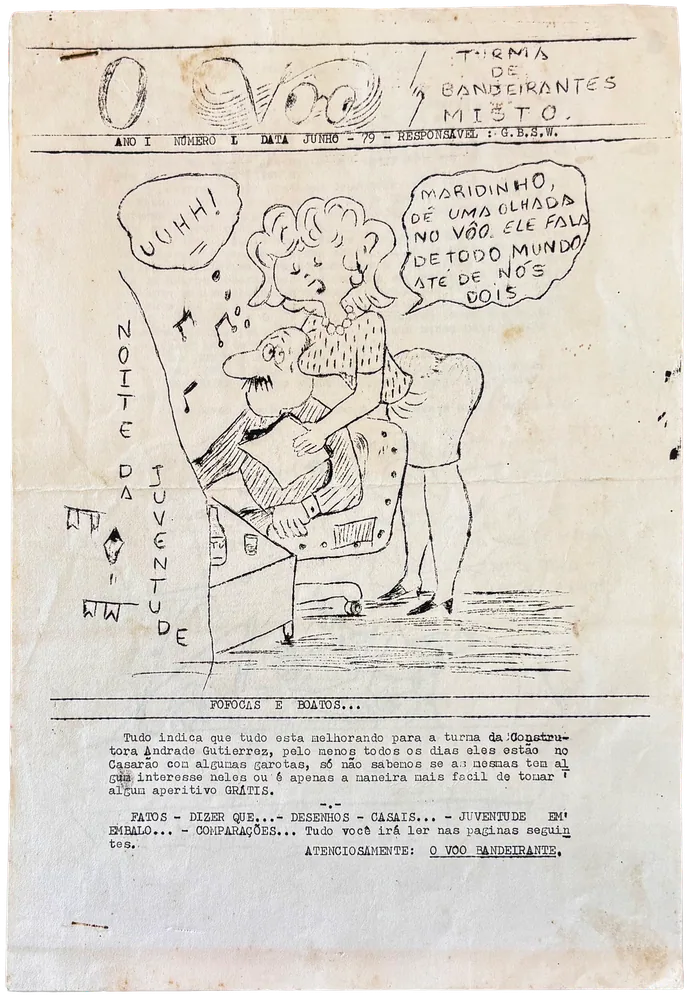 O VOO
TURMA
DE
BANDEIRANTES
MISTO.
ANO I NÚMERO L DATA JUNHO - 79 - RESPONSÁVEL : G.B.S.W.
UUHH!
MARIDINHO,
DÊ UMA OLHADA
NO VÔO. ELE FALA
DE TODO MUNDO
ATÉ DE NÓS
DOIS
NOITE DA
JUVENTUDE
FOFOCAS E BOATOS...
Tudo indica que tudo esta melhorando para a turma da Constru-
tora Andrade Gutierrez, pelo menos todos os dias eles estão no
Casarão com algumas garotas, só não sabemos se as mesmas tem al
gum interesse neles ou é apenas a maneira mais facil de tomar '
algum aperitivo GRÁTIS.
-.-
FATOS - DIZER QUE...- DESENHOS - CASAIS... - JUVENTUDE EM'
EMBALO... - COMPARAÇÕES... Tudo você irá ler nas paginas seguin
tes.
ATENCIOSAMENTE: O VOO BANDEIRANTE.